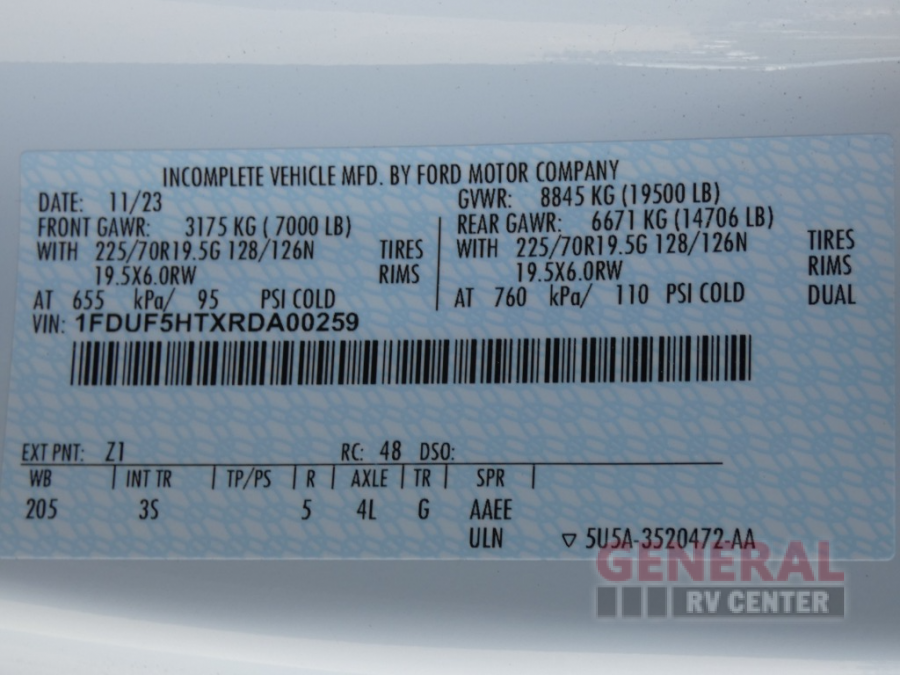 INCOMPLETE VEHICLE MFD. BY FORD MOTOR COMPANY
DATE: 11/23
GVWR: 8845 KG (19500 LB)
FRONT GAWR: 3175 KG ( 7000 LB)
REAR GAWR: 6671 KG (14706 LB)
WITH 225/70R19.5G 128/126N TIRES
WITH 225/70R19.5G 128/126N TIRES
19.5X6.0RW RIMS
19.5X6.0RW RIMS
AT 655 kPa/ 95 PSI COLD
AT 760 kPa/ 110 PSI COLD DUAL
VIN: 1FDUF5HTXRDA00259
EXT PNT: Z1 RC: 48 DSO:
WB INT TR TP/PS R AXLE TR SPR
205 3S 5 4L G AAEE
ULN ▽ 5U5A-3520472-AA
GENERAL
RV CENTER